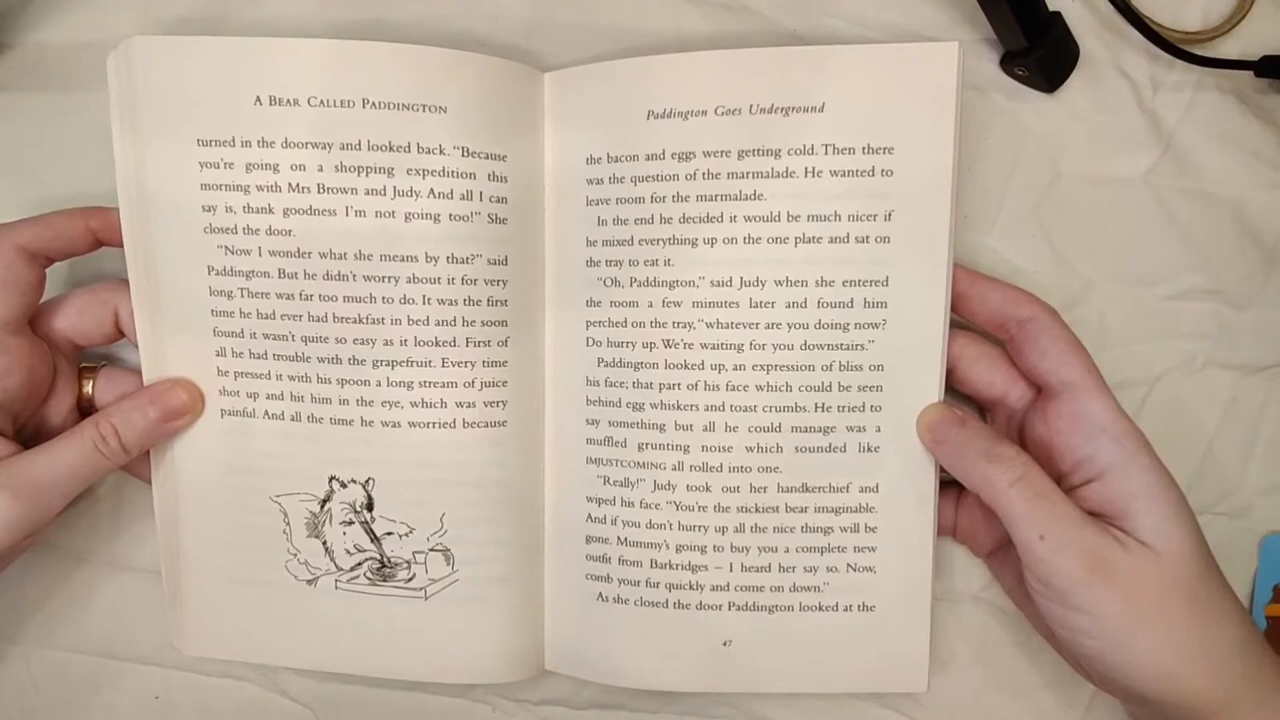 A BEAR CALLED PADDINGTON
turned in the doorway and looked back. “Because
you’re going on a shopping expedition this
morning with Mrs Brown and Judy. And all I can
say is, thank goodness I’m not going too!” She
closed the door.
“Now I wonder what she means by that?” said
Paddington. But he didn’t worry about it for very
long. There was far too much to do. It was the first
time he had ever had breakfast in bed and he soon
found it wasn’t quite so easy as it looked. First of
all he had trouble with the grapefruit. Every time
he pressed it with his spoon a long stream of juice
shot up and hit him in the eye, which was very
painful. And all the time he was worried because
Paddington Goes Underground
the bacon and eggs were getting cold. Then there
was the question of the marmalade. He wanted to
leave room for the marmalade.
In the end he decided it would be much nicer if
he mixed everything up on the one plate and sat on
the tray to eat it.
“Oh, Paddington,” said Judy when she entered
the room a few minutes later and found him
perched on the tray, “whatever are you doing now?
Do hurry up. We’re waiting for you downstairs.”
Paddington looked up, an expression of bliss on
his face; that part of his face which could be seen
behind egg whiskers and toast crumbs. He tried to
say something but all he could manage was a
muffled grunting noise which sounded like
IMJUSTCOMING all rolled into one.
“Really!” Judy took out her handkerchief and
wiped his face. “You’re the stickiest bear imaginable.
And if you don’t hurry up all the nice things will be
gone. Mummy’s going to buy you a complete new
outfit from Barkridges – I heard her say so. Now,
comb your fur quickly and come on down.”
As she closed the door Paddington looked at the
47